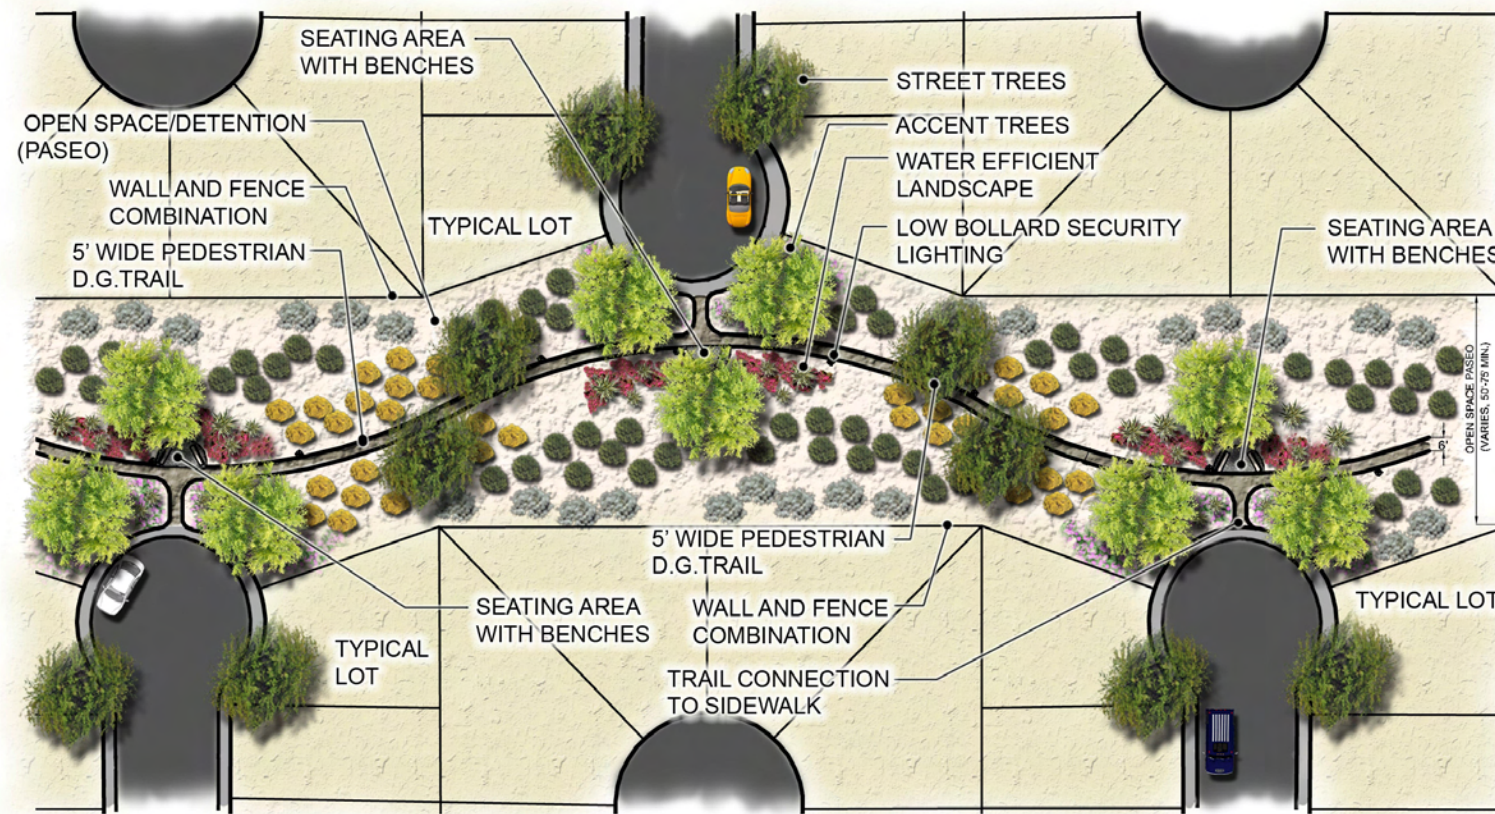 SEATING AREA
WITH BENCHES
STREET TREES
OPEN SPACE/DETENTION
(PASEO)
ACCENT TREES
WATER EFFICIENT
LANDSCAPE
WALL AND FENCE
COMBINATION
TYPICAL LOT
LOW BOLLARD SECURITY
LIGHTING
SEATING AREA
WITH BENCHES
5' WIDE PEDESTRIAN
D.G.TRAIL
OPEN SPACE PASEO
(VARIES, 50'-75' MIN.)
6'
5' WIDE PEDESTRIAN
D.G.TRAIL
SEATING AREA
WITH BENCHES
WALL AND FENCE
COMBINATION
TYPICAL LOT
TYPICAL
LOT
TRAIL CONNECTION
TO SIDEWALK